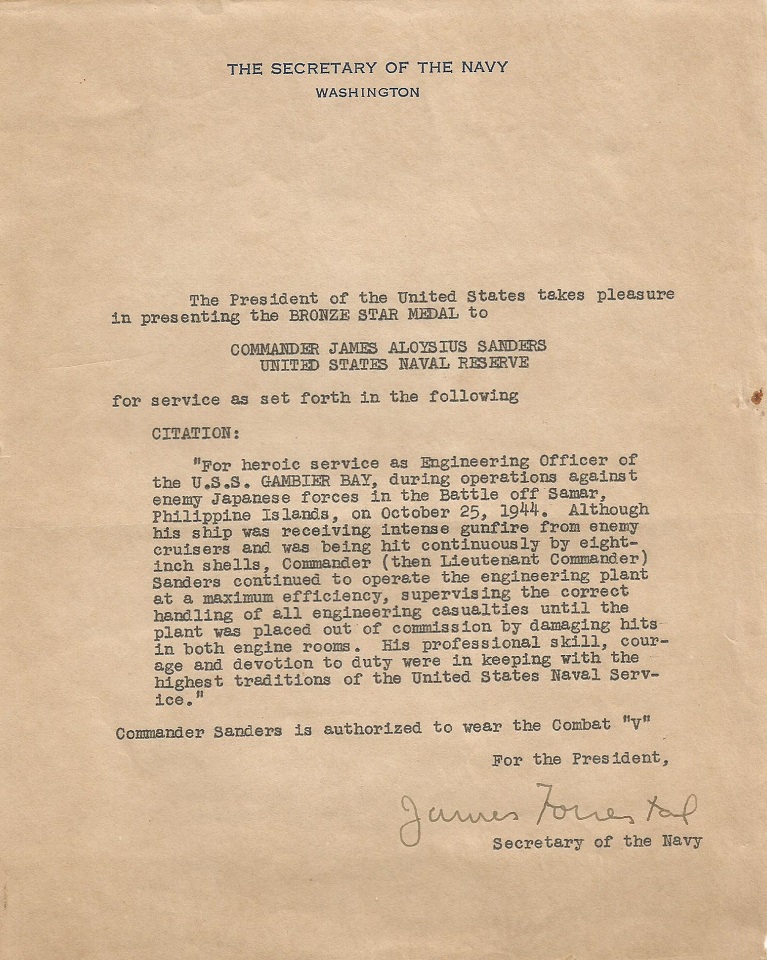 THE SECRETARY OF THE NAVY
WASHINGTON
The President of the United States takes pleasure
in presenting the BRONZE STAR MEDAL to
COMMANDER JAMES ALOYSIUS SANDERS
UNITED STATES NAVAL RESERVE
for service as set forth in the following
CITATION:
"For heroic service as Engineering Officer of
the U.S.S. GAMBIER BAY, during operations against
enemy Japanese forces in the Battle off Samar,
Philippine Islands, on October 25, 1944. Although
his ship was receiving intense gunfire from enemy
cruisers and was being hit continuously by eight-
inch shells, Commander (then Lieutenant Commander)
Sanders continued to operate the engineering plant
at a maximum efficiency, supervising the correct
handling of all engineering casualties until the
plant was placed out of commission by damaging hits
in both engine rooms. His professional skill, cour-
age and devotion to duty were in keeping with the
highest traditions of the United States Naval Serv-
ice."
Commander Sanders is authorized to wear the Combat "V"
For the President,
James Forrestal
Secretary of the Navy